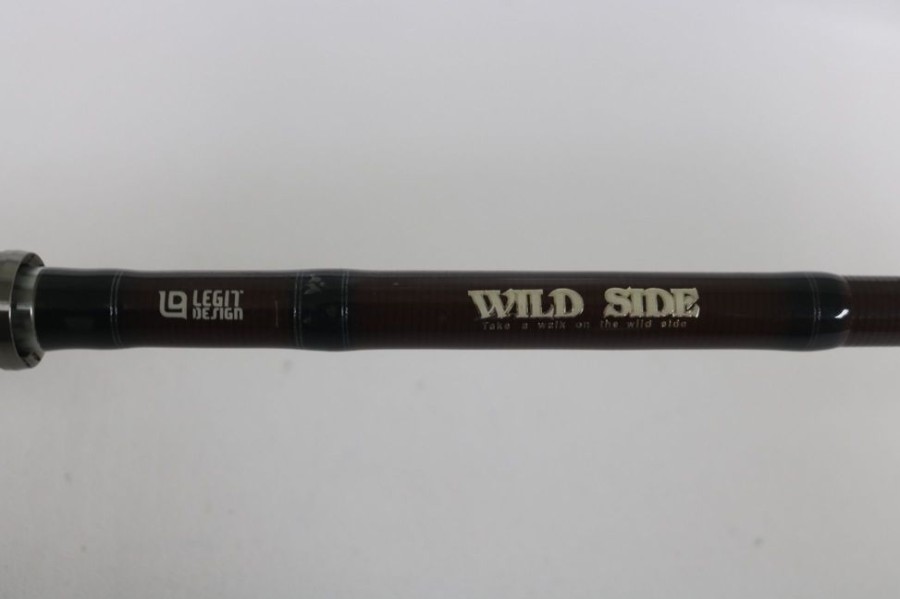 LEGIT
DESIGN
WILD SIDE
Take a walk on the wild side